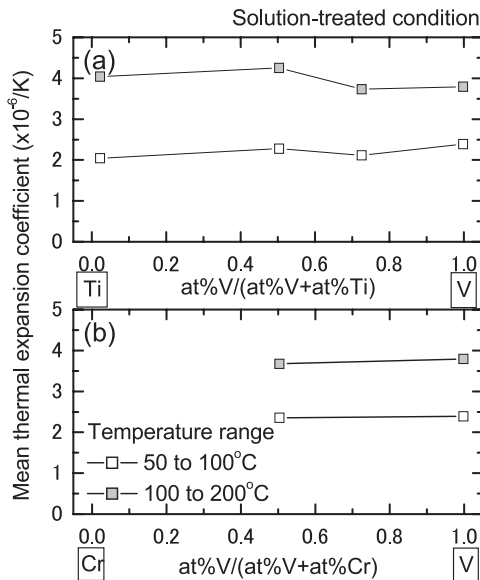 Solution-treated condition
Mean thermal expansion coefficient (x10⁻⁶/K)
(a)
5
4
3
2
1
0
0.0 0.2 0.4 0.6 0.8 1.0
Ti at%V/(at%V+at%Ti) V
(b)
5
4
3
2
1
0
Temperature range
50 to 100°C
100 to 200°C
0.0 0.2 0.4 0.6 0.8 1.0
Cr at%V/(at%V+at%Cr) V